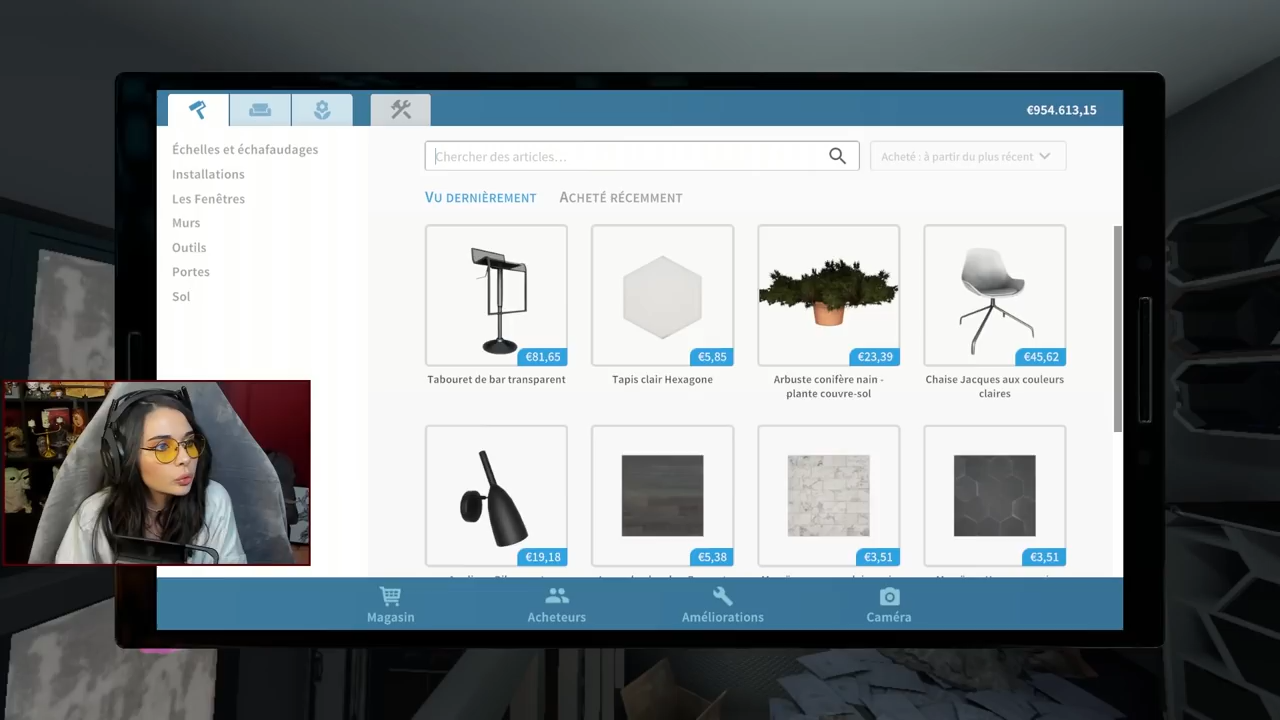 €954.613,15
Échelles et échafaudages
Installations
Les Fenêtres
Murs
Outils
Portes
Sol
Chercher des articles...
Acheté : à partir du plus récent
VU DERNIÈREMENT
ACHETÉ RÉCEMMENT
€81,65
€5,85
€23,39
€45,62
Tabouret de bar transparent
Tapis clair Hexagone
Arbuste conifère nain -
plante couvre-sol
Chaise Jacques aux couleurs
claires
€19,18
€5,38
€3,51
€3,51
Magasin
Acheteurs
Améliorations
Caméra